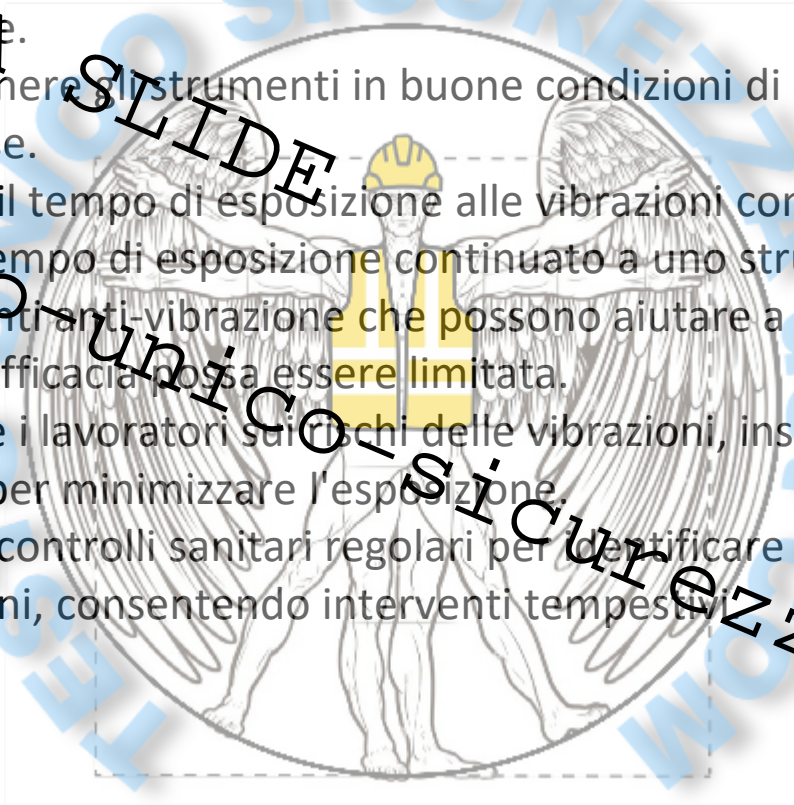 e.
nere gli strumenti in buone condizioni di
se.
il tempo di esposizione alle vibrazioni con
empo di esposizione continuato a uno stru
nti anti-vibrazione che possono aiutare a
fficacia possa essere limitata.
e i lavoratori sui rischi delle vibrazioni, ins
per minimizzare l'esposizione.
controlli sanitari regolari per identificare
ni, consentendo interventi tempestivi
SLIDE
o-unico-sicurezz